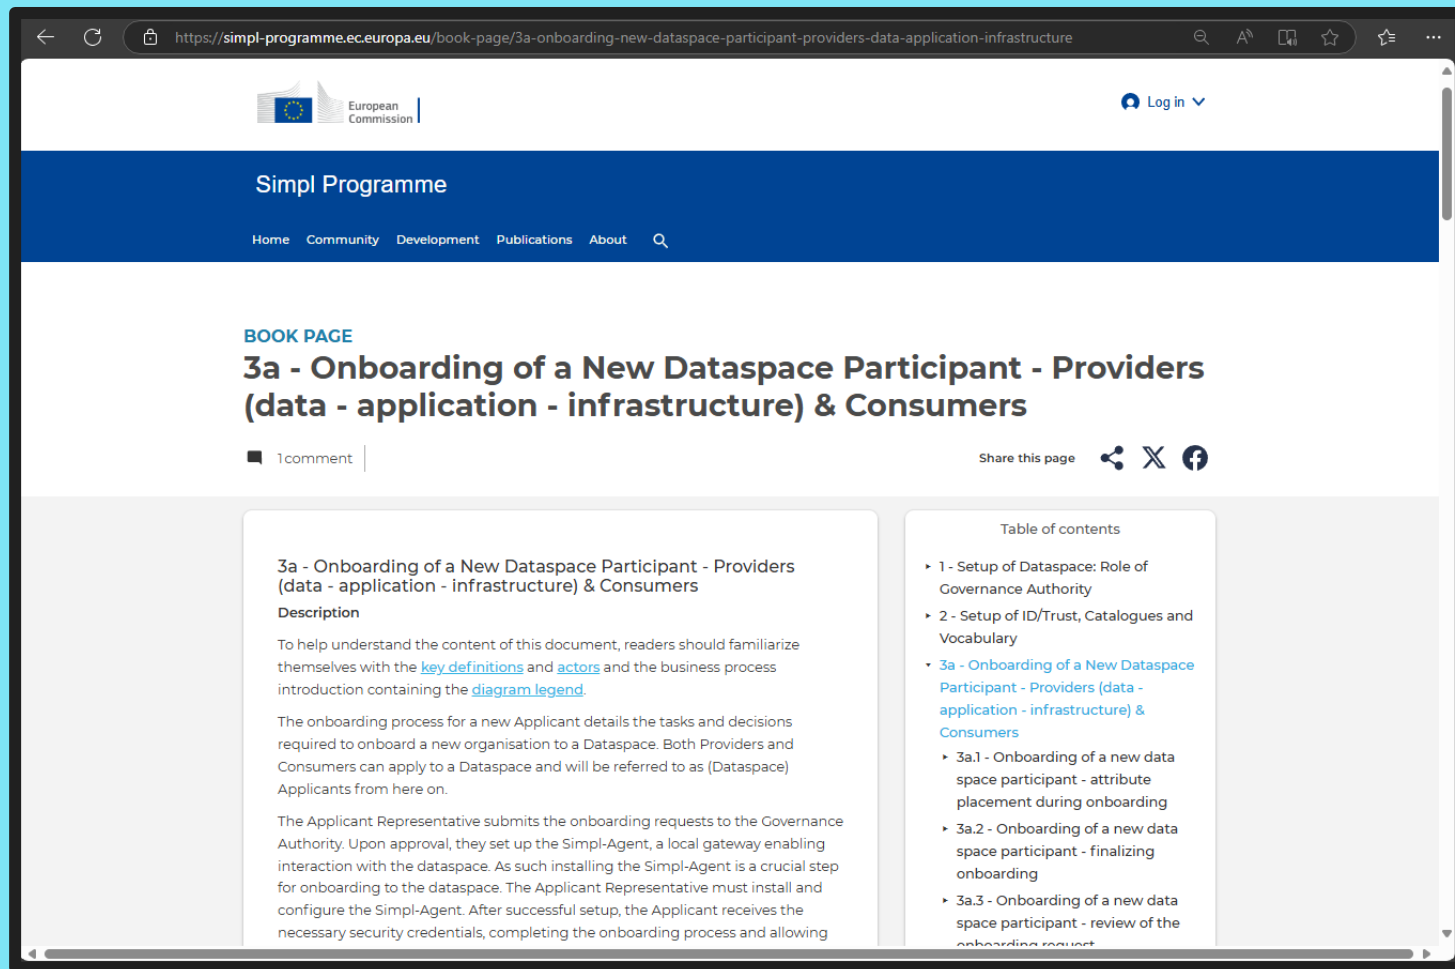 https://simpl-programme.ec.europa.eu/book-page/3a-onboarding-new-dataspace-participant-providers-data-application-infrastructure
European
Commission
Log in
Simpl Programme
Home Community Development Publications About
BOOK PAGE
3a - Onboarding of a New Dataspace Participant - Providers
(data - application - infrastructure) & Consumers
1 comment
Share this page
3a - Onboarding of a New Dataspace Participant - Providers
(data - application - infrastructure) & Consumers
Description
To help understand the content of this document, readers should familiarize
themselves with the key definitions and actors and the business process
introduction containing the diagram legend.
The onboarding process for a new Applicant details the tasks and decisions
required to onboard a new organisation to a Dataspace. Both Providers and
Consumers can apply to a Dataspace and will be referred to as (Dataspace)
Applicants from here on.
The Applicant Representative submits the onboarding requests to the Governance
Authority. Upon approval, they set up the Simpl-Agent, a local gateway enabling
interaction with the dataspace. As such installing the Simpl-Agent is a crucial step
for onboarding to the dataspace. The Applicant Representative must install and
configure the Simpl-Agent. After successful setup, the Applicant receives the
necessary security credentials, completing the onboarding process and allowing
Table of contents
1 - Setup of Dataspace: Role of
Governance Authority
2 - Setup of ID/Trust, Catalogues and
Vocabulary
3a - Onboarding of a New Dataspace
Participant - Providers (data -
application - infrastructure) &
Consumers
3a.1 - Onboarding of a new data
space participant - attribute
placement during onboarding
3a.2 - Onboarding of a new data
space participant - finalizing
onboarding
3a.3 - Onboarding of a new data
space participant - review of the
onboarding request